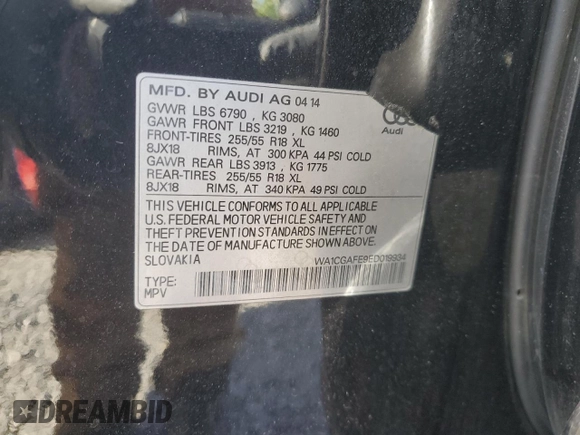 MFD. BY AUDI AG 04 14
GVWR LBS 6790 , KG 3080
GAWR FRONT LBS 3219 , KG 1460
FRONT-TIRES 255/55 R18 XL
8JX18 RIMS, AT 300 KPA 44 PSI COLD
GAWR REAR LBS 3913 , KG 1775
REAR-TIRES 255/55 R18 XL
8JX18 RIMS, AT 340 KPA 49 PSI COLD
Audi
THIS VEHICLE CONFORMS TO ALL APPLICABLE
U.S. FEDERAL MOTOR VEHICLE SAFETY AND
THEFT PREVENTION STANDARDS IN EFFECT ON
THE DATE OF MANUFACTURE SHOWN ABOVE
SLOVAKIA
TYPE:
MPV
DREAMBID